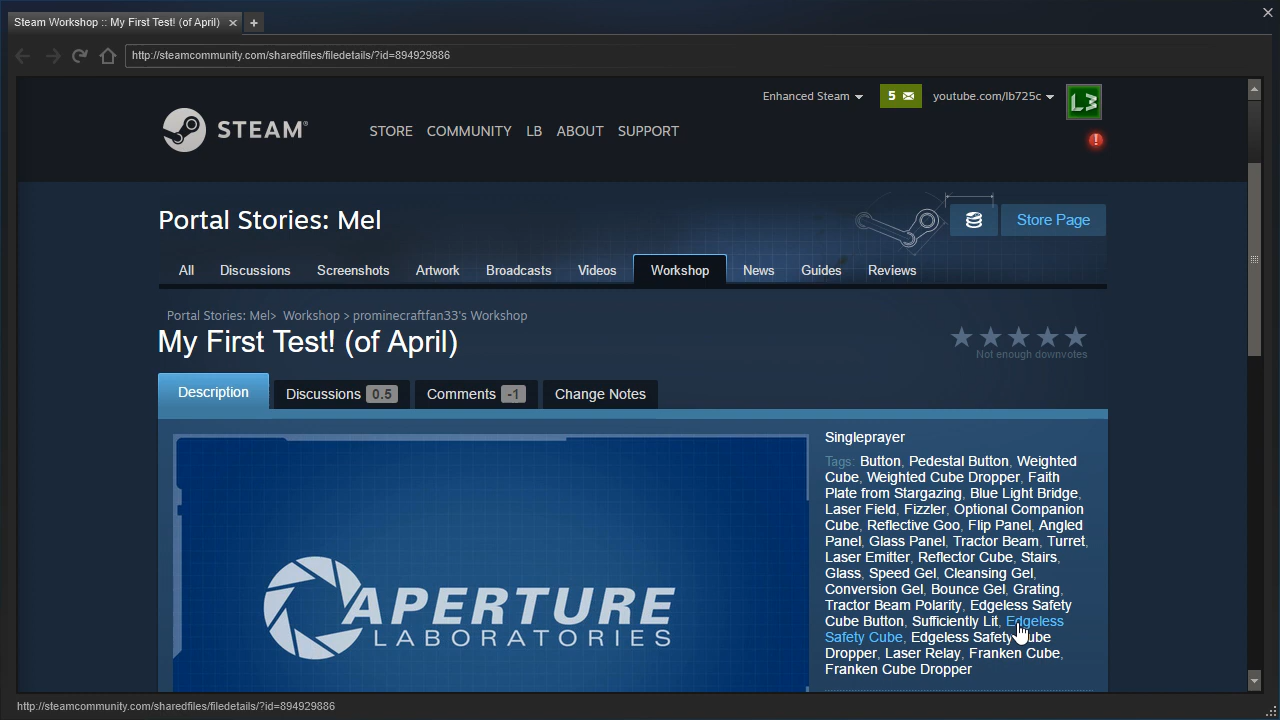 Steam Workshop :: My First Test! (of April)
http://steamcommunity.com/sharedfiles/filedetails/?id=894929886
Enhanced Steam 5 youtube.com/lb725c L3
STEAM® STORE COMMUNITY LB ABOUT SUPPORT
!
Portal Stories: Mel Store Page
All Discussions Screenshots Artwork Broadcasts Videos Workshop News Guides Reviews
Portal Stories: Mel> Workshop > prominecraftfan33's Workshop
My First Test! (of April)
Not enough downvotes
Description Discussions 0.5 Comments -1 Change Notes
APERTURE
LABORATORIES
Singleprayer
Tags: Button, Pedestal Button, Weighted
Cube, Weighted Cube Dropper, Faith
Plate from Stargazing, Blue Light Bridge,
Laser Field, Fizzler, Optional Companion
Cube, Reflective Goo, Flip Panel, Angled
Panel, Glass Panel, Tractor Beam, Turret,
Laser Emitter, Reflector Cube, Stairs,
Glass, Speed Gel, Cleansing Gel,
Conversion Gel, Bounce Gel, Grating,
Tractor Beam Polarity, Edgeless Safety
Cube Button, Sufficiently Lit, Edgeless
Safety Cube, Edgeless Safety Cube
Dropper, Laser Relay, Franken Cube,
Franken Cube Dropper
http://steamcommunity.com/sharedfiles/filedetails/?id=894929886